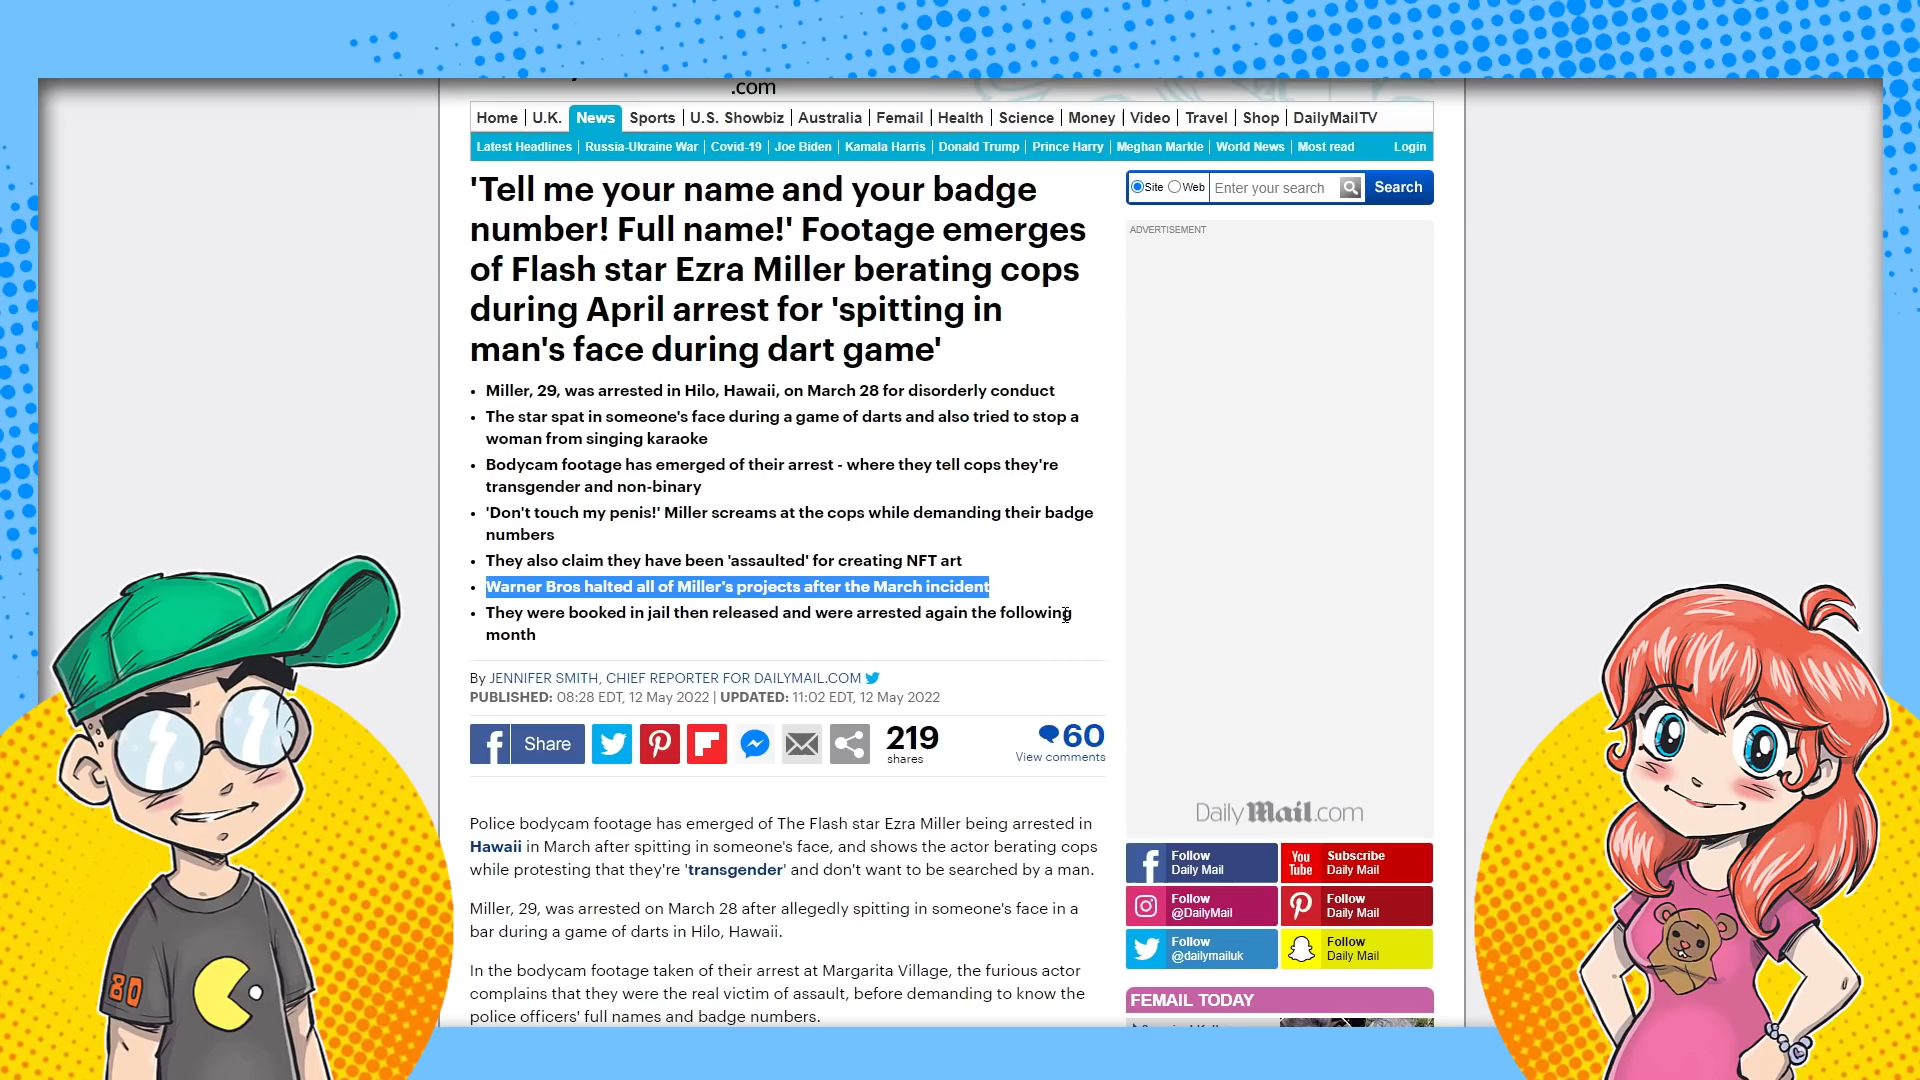 .com
Home U.K. News Sports U.S. Showbiz Australia Femail Health Science Money Video Travel Shop DailyMailTV
Latest Headlines Russia-Ukraine War Covid-19 Joe Biden Kamala Harris Donald Trump Prince Harry Meghan Markle World News Most read Login
'Tell me your name and your badge
number! Full name!' Footage emerges
of Flash star Ezra Miller berating cops
during April arrest for 'spitting in
man's face during dart game'
• Miller, 29, was arrested in Hilo, Hawaii, on March 28 for disorderly conduct
• The star spat in someone's face during a game of darts and also tried to stop a
woman from singing karaoke
• Bodycam footage has emerged of their arrest - where they tell cops they're
transgender and non-binary
• 'Don't touch my penis!' Miller screams at the cops while demanding their badge
numbers
• They also claim they have been 'assaulted' for creating NFT art
• Warner Bros halted all of Miller's projects after the March incident
• They were booked in jail then released and were arrested again the following
month
By JENNIFER SMITH, CHIEF REPORTER FOR DAILYMAIL.COM
PUBLISHED: 08:28 EDT, 12 May 2022 | UPDATED: 11:02 EDT, 12 May 2022
Share
219
shares
60
View comments
Police bodycam footage has emerged of The Flash star Ezra Miller being arrested in
Hawaii in March after spitting in someone's face, and shows the actor berating cops
while protesting that they're 'transgender' and don't want to be searched by a man.
Miller, 29, was arrested on March 28 after allegedly spitting in someone's face in a
bar during a game of darts in Hilo, Hawaii.
In the bodycam footage taken of their arrest at Margarita Village, the furious actor
complains that they were the real victim of assault, before demanding to know the
police officers' full names and badge numbers.
Site Web Enter your search Search
ADVERTISEMENT
DailyMail.com
Follow
Daily Mail
You
Tube
Subscribe
Daily Mail
Follow
@DailyMail
Follow
Daily Mail
Follow
@dailymailuk
Follow
Daily Mail
FEMAIL TODAY
80